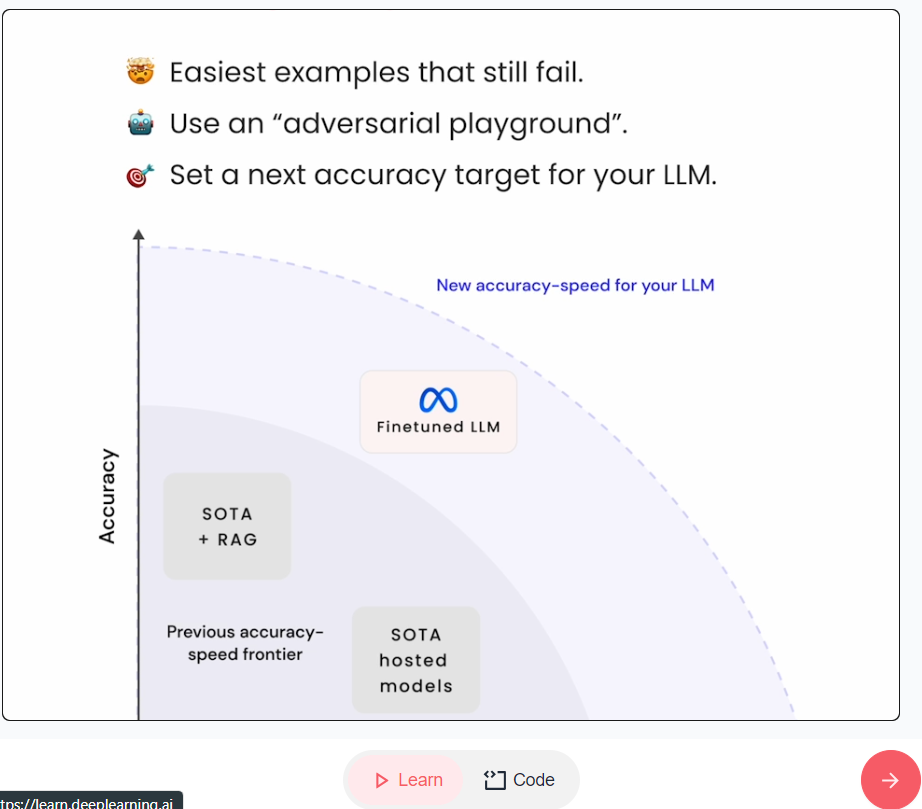 Easiest examples that still fail.
Use an “adversarial playground”.
Set a next accuracy target for your LLM.
New accuracy-speed for your LLM
Finetuned LLM
Accuracy
SOTA
+ RAG
Previous accuracy-
speed frontier
SOTA
hosted
models
Learn
Code
tps://learn.deeplearning.ai